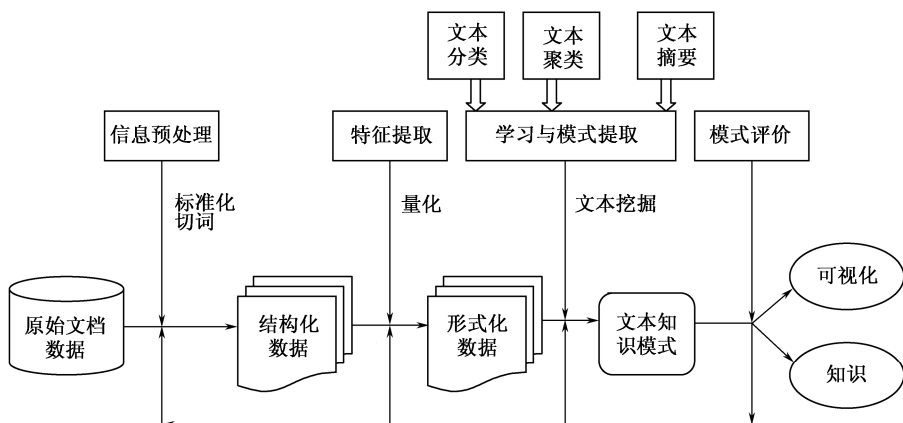 文本
分类
文本
聚类
文本
摘要
信息预处理
特征提取
学习与模式提取
模式评价
标准化
切词
量化
文本挖掘
原始文档
数据
结构化
数据
形式化
数据
文本知
识模式
可视化
知识